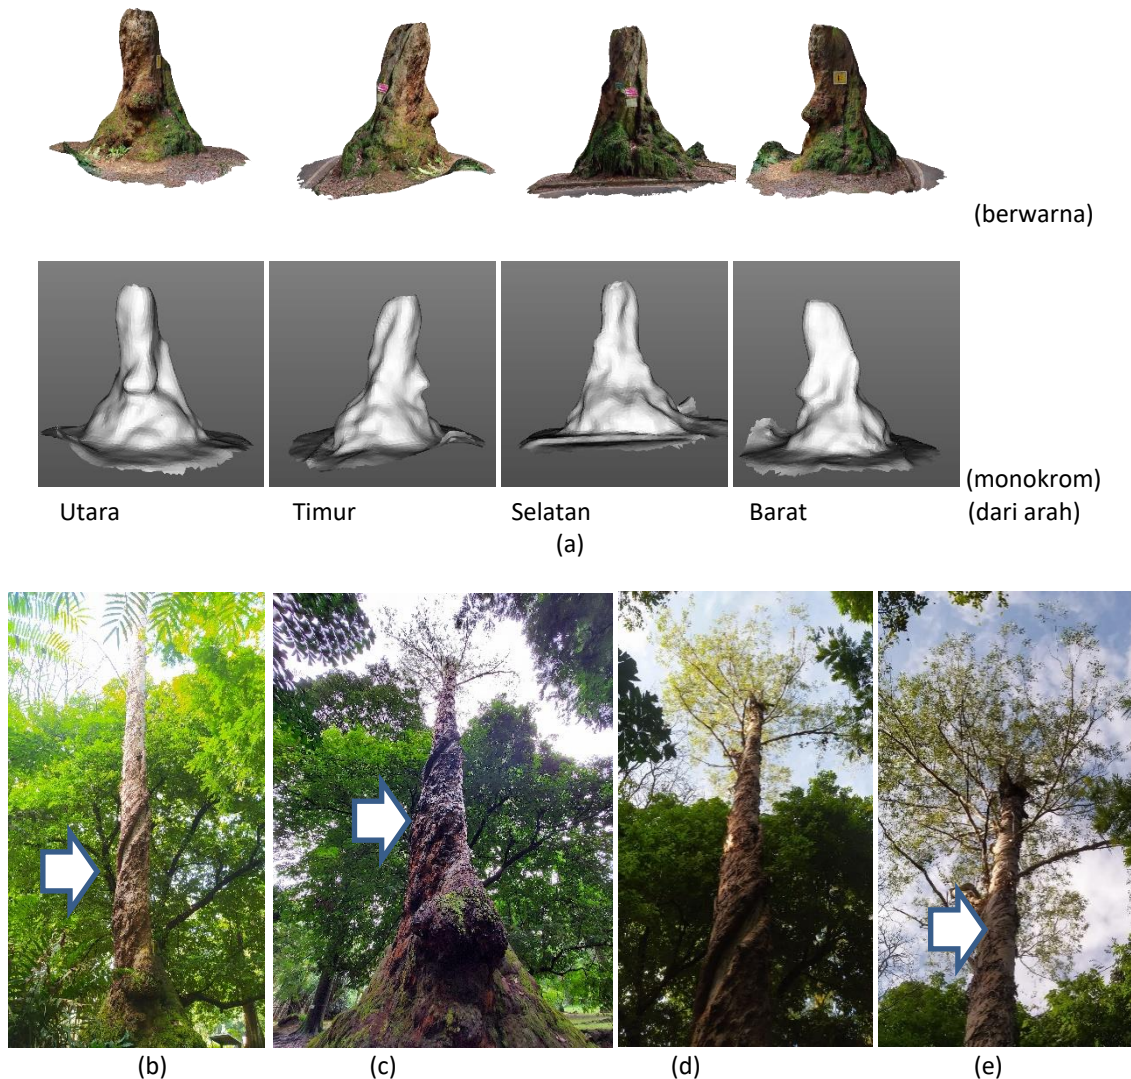 (berwarna)
(monokrom)
Utara Timur Selatan Barat (dari arah)
(a)
(b) (c) (d) (e)